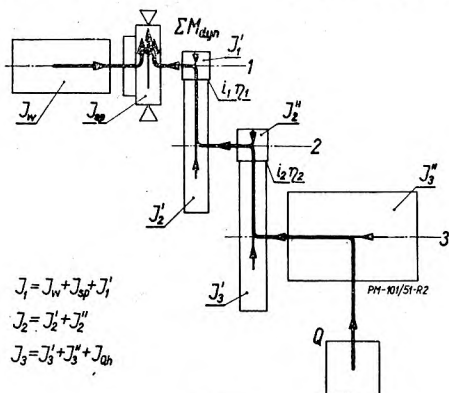 ΣM_dyn
J_1'
1
J_w
J_sp
i_1 η_1
J_2''
2
i_2 η_2
J_2'
J_3''
3
PM-101/51-R2
J_3'
J_1 = J_w + J_sp + J_1'
J_2 = J_2' + J_2''
J_3 = J_3' + J_3'' + J_Qh
Q